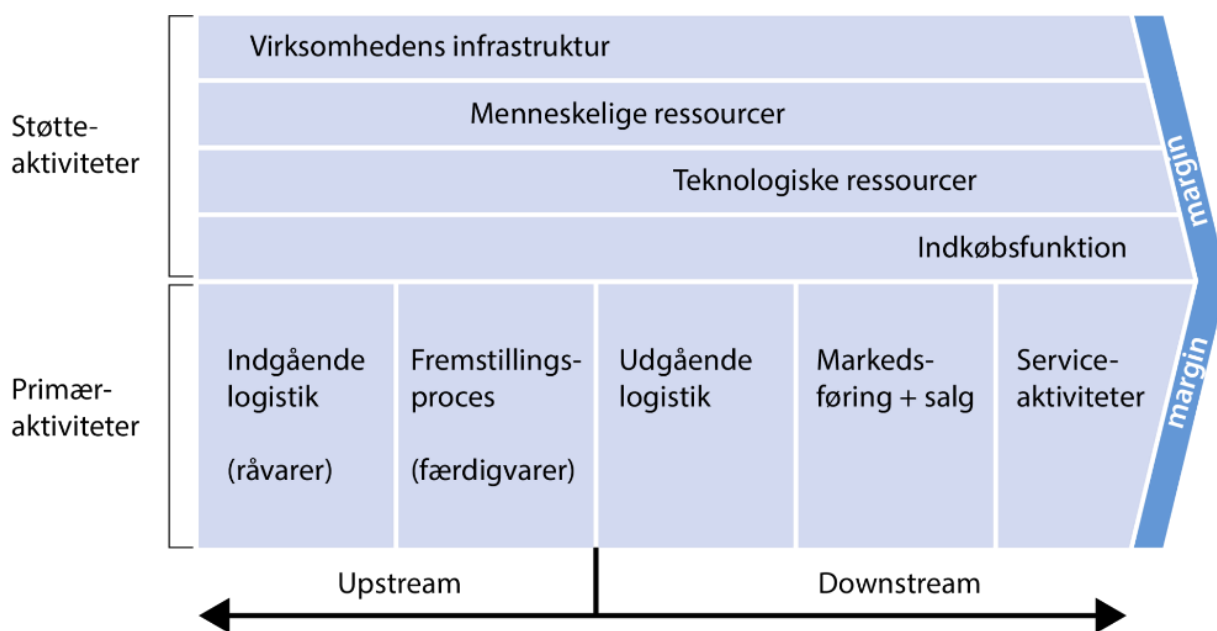 Støtte-
aktiviteter
Virksomhedens infrastruktur
Menneskelige ressourcer
Teknologiske ressourcer
Indkøbsfunktion
margin
Primær-
aktiviteter
Indgående
logistik
(råvarer)
Fremstillings-
proces
(færdigvarer)
Udgående
logistik
Markeds-
føring + salg
Service-
aktiviteter
margin
Upstream
Downstream